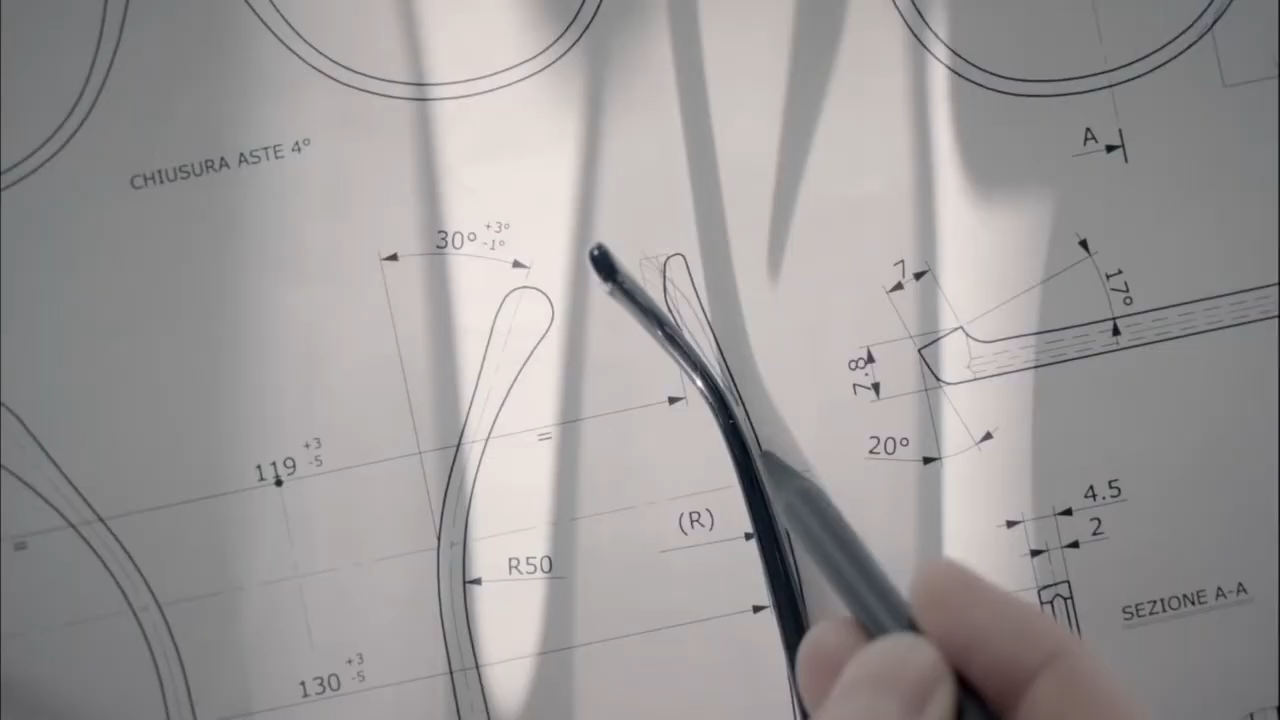 CHIUSURA ASTE 4°
A
30° +3° -1°
7
17°
7.8
20°
119 +3 -5
=
=
4.5
2
(R)
R50
SEZIONE A-A
130 +3 -5